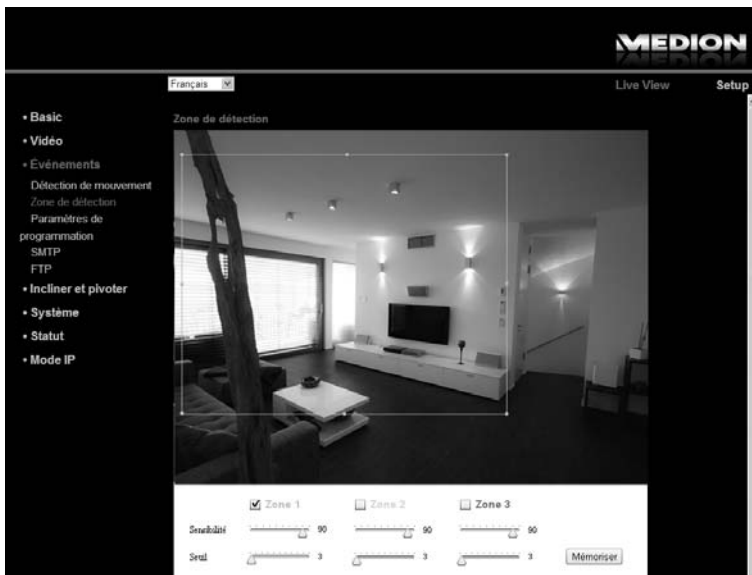 MEDION
Français
Live View Setup
• Basic
• Vidéo
• Événements
Détection de mouvement
Zone de détection
Paramètres de
programmation
SMTP
FTP
• Incliner et pivoter
• Système
• Statut
• Mode IP
Zone de détection
Zone 1 Zone 2 Zone 3
Sensibilité 90 90 90
Seuil 3 3 3 Mémoriser